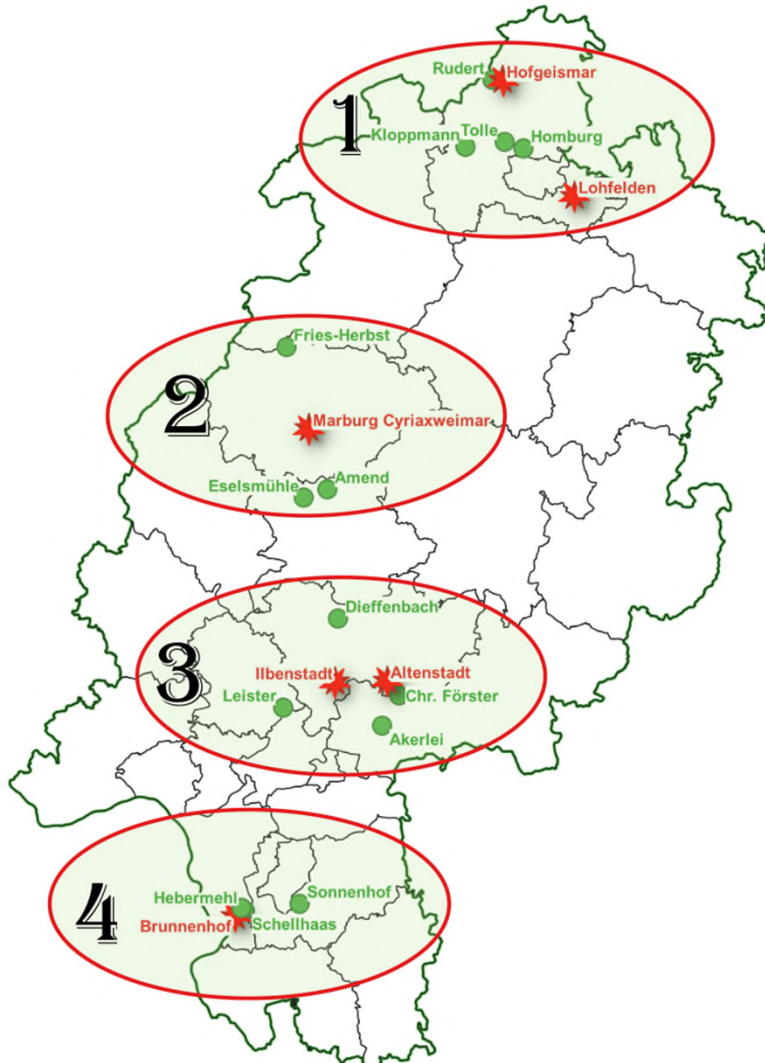 Rudert
Hofgeismar
1
Kloppmann
Tolle
Homburg
Lohfelden
Fries-Herbst
2
Marburg Cyriaxweimar
Eselsmühle
Amend
Dieffenbach
3
Ilbenstadt
Altenstadt
Leister
Chr. Förster
Akerlei
4
Hebermehl
Sonnenhof
Brunnenhof
Schellhaas